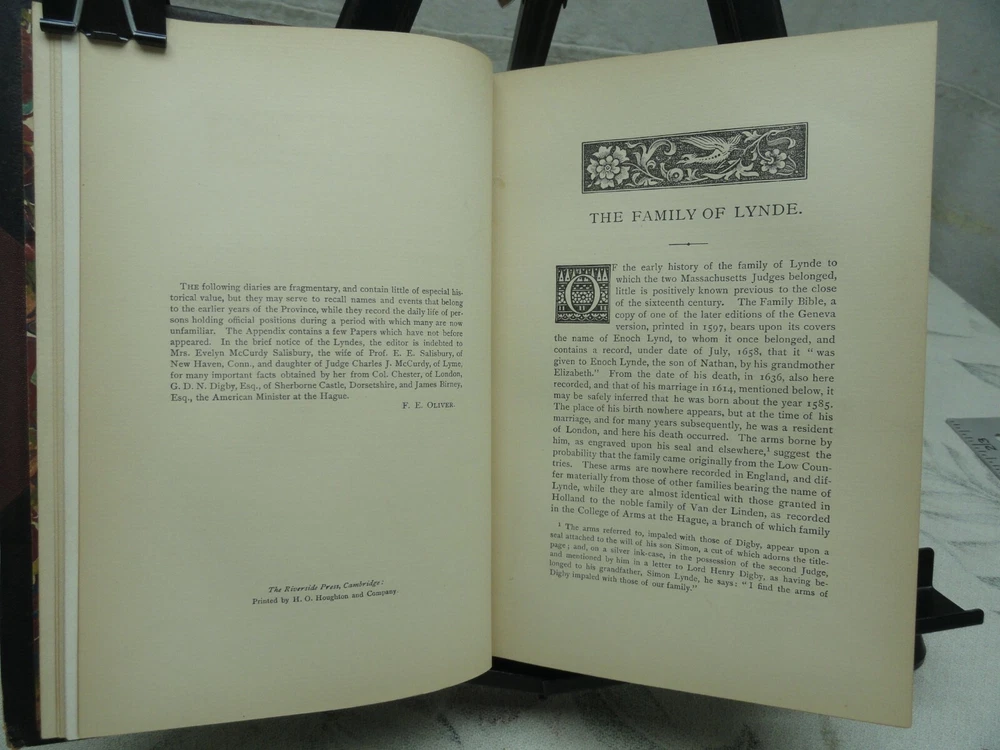 THE following diaries are fragmentary, and contain little of especial his-
torical value, but they may serve to recall names and events that belong
to the earlier years of the Province, while they record the daily life of per-
sons holding official positions during a period with which many are now
unfamiliar. The Appendix contains a few Papers which have not before
appeared. In the brief notice of the Lyndes, the editor is indebted to
Mrs. Evelyn McCurdy Salisbury, the wife of Prof. E. E. Salisbury, of
New Haven, Conn., and daughter of Judge Charles J. McCurdy, of Lyme,
for many important facts obtained by her from Col. Chester, of London,
G. D. N. Digby, Esq., of Sherborne Castle, Dorsetshire, and James Birney,
Esq., the American Minister at the Hague.
F. E. OLIVER.
The Riverside Press, Cambridge:
Printed by H. O. Houghton and Company.
THE FAMILY OF LYNDE.
OF the early history of the family of Lynde to
which the two Massachusetts Judges belonged,
little is positively known previous to the close
of the sixteenth century. The Family Bible, a
copy of one of the later editions of the Geneva
version, printed in 1597, bears upon its covers
the name of Enoch Lynd, to whom it once belonged, and
contains a record, under date of July, 1658, that it "was
given to Enoch Lynde, the son of Nathan, by his grandmother
Elizabeth." From the date of his death, in 1636, also here
recorded, and that of his marriage in 1614, mentioned below, it
may be safely inferred that he was born about the year 1585.
The place of his birth nowhere appears, but at the time of his
marriage, and for many years subsequently, he was a resident
of London, and here his death occurred. The arms borne by
him, as engraved upon his seal and elsewhere,¹ suggest the
probability that the family came originally from the Low Coun-
tries. These arms are nowhere recorded in England, and dif-
fer materially from those of other families bearing the name of
Lynde, while they are almost identical with those granted in
Holland to the noble family of Van der Linden, as recorded
in the College of Arms at the Hague, a branch of which family
¹ The arms referred to, impaled with those of Digby, appear upon a
seal attached to the will of his son Simon, a cut of which adorns the title-
page; and, on a silver ink-case, in the possession of the second Judge,
and mentioned by him in a letter to Lord Henry Digby, as having be-
longed to his grandfather, Simon Lynde, he says: "I find the arms of
Digby impaled with those of our family."